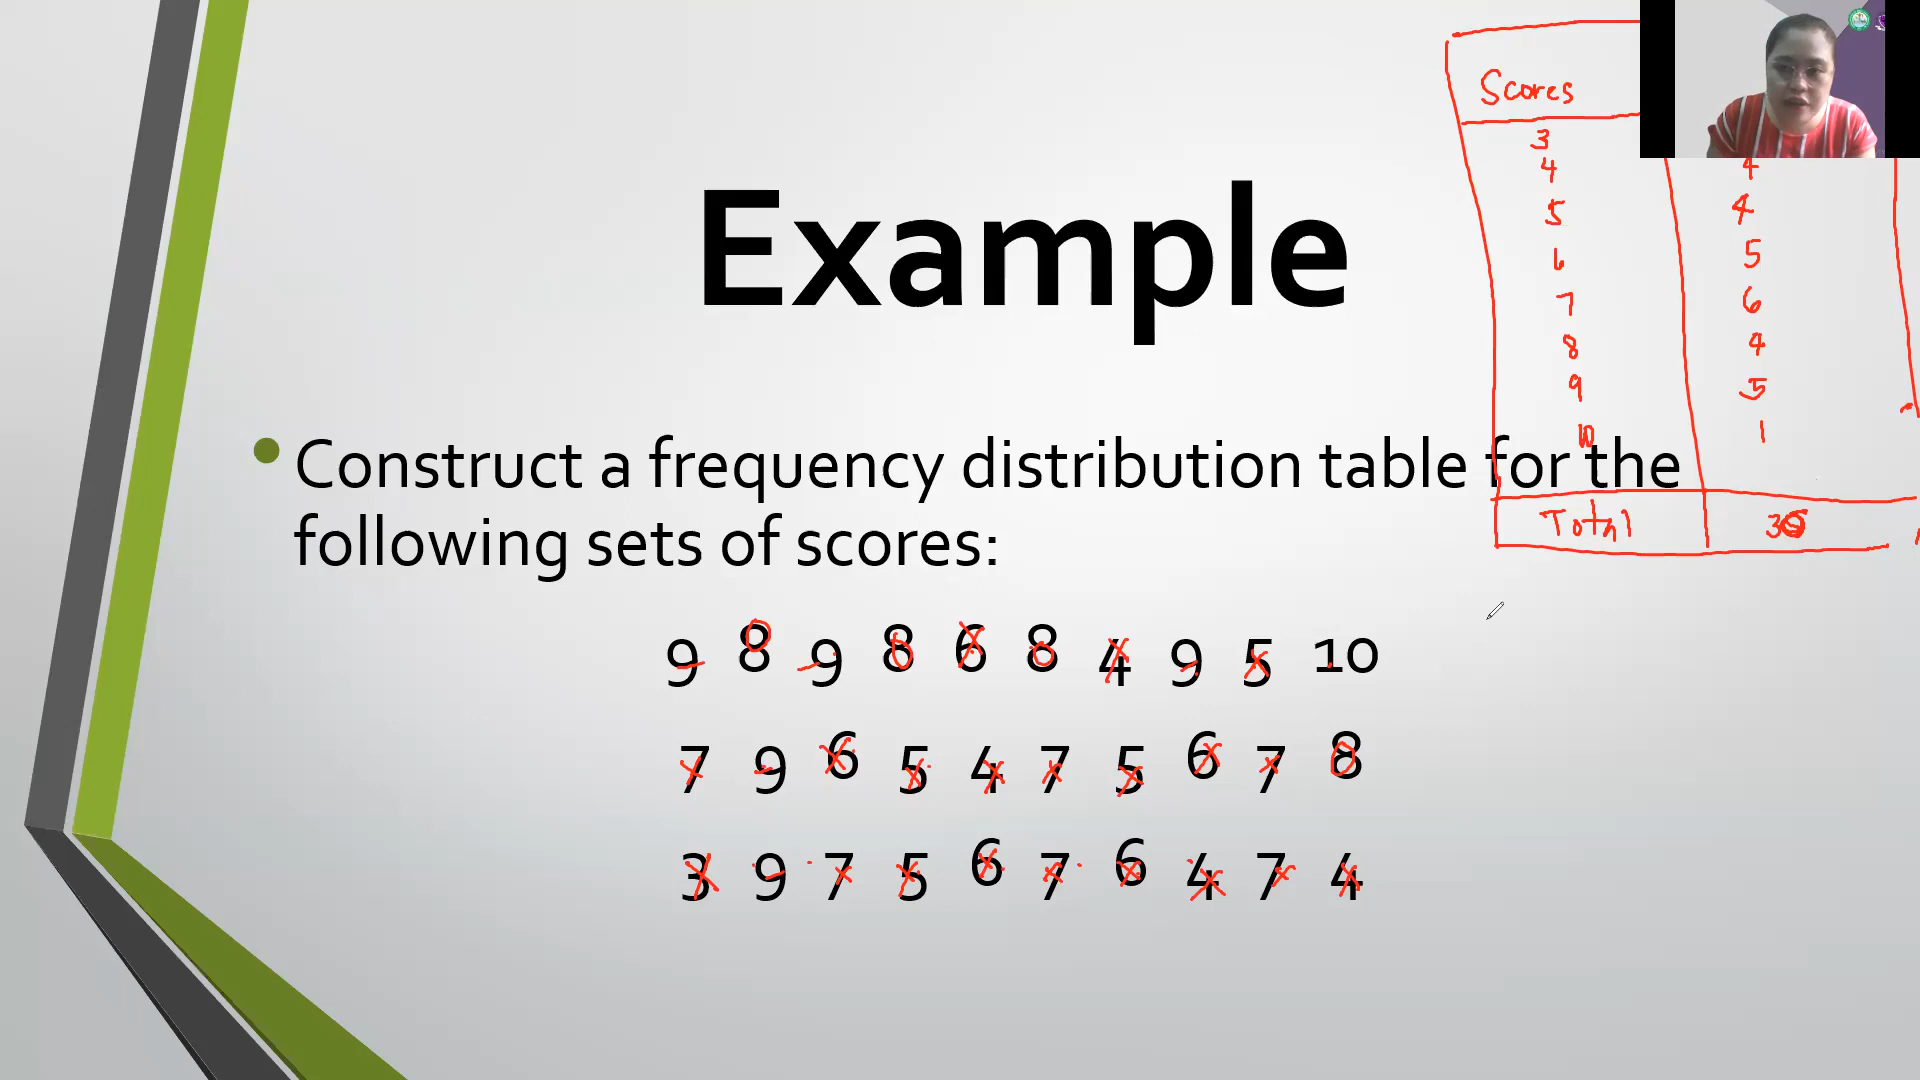 Example
Construct a frequency distribution table for the
following sets of scores:
9 8 9 8 6 8 4 9 5 10
7 9 6 5 4 7 5 6 7 8
3 9 7 5 6 7 6 4 7 4
Scores
3
4 4
5 4
6 5
7 6
8 4
9 5
10 1
Total